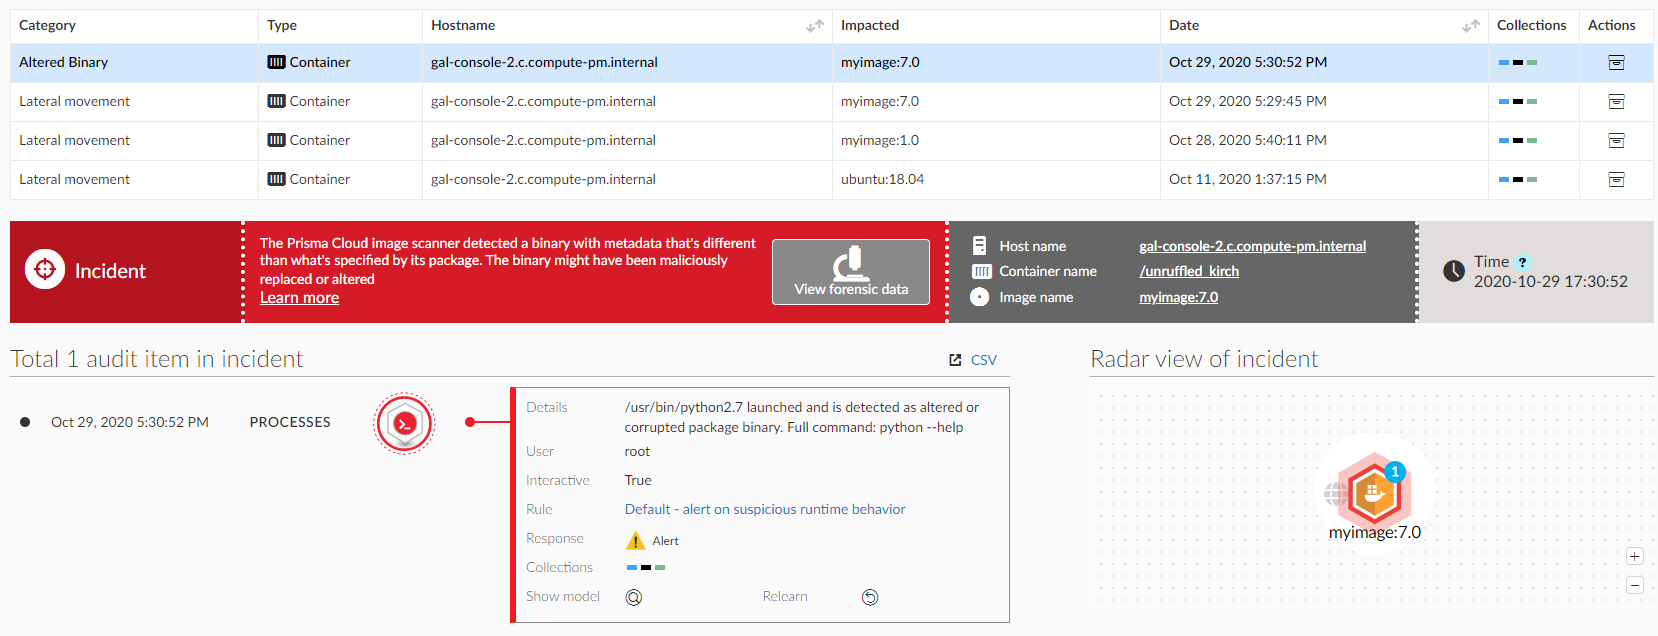 Category Type Hostname Impacted Date Collections Actions
Altered Binary Container gal-console-2.c.compute-pm.internal myimage:7.0 Oct 29, 2020 5:30:52 PM
Lateral movement Container gal-console-2.c.compute-pm.internal myimage:7.0 Oct 29, 2020 5:29:45 PM
Lateral movement Container gal-console-2.c.compute-pm.internal myimage:1.0 Oct 28, 2020 5:40:11 PM
Lateral movement Container gal-console-2.c.compute-pm.internal ubuntu:18.04 Oct 11, 2020 1:37:15 PM
Incident
The Prisma Cloud image scanner detected a binary with metadata that's different
than what's specified by its package. The binary might have been maliciously
replaced or altered
Learn more
View forensic data
Host name gal-console-2.c.compute-pm.internal
Container name /unruffled_kirch
Image name myimage:7.0
Time ?
2020-10-29 17:30:52
Total 1 audit item in incident
CSV
Oct 29, 2020 5:30:52 PM PROCESSES
Details /usr/bin/python2.7 launched and is detected as altered or
corrupted package binary. Full command: python --help
User root
Interactive True
Rule Default - alert on suspicious runtime behavior
Response Alert
Collections
Show model Relearn
Radar view of incident
1
myimage:7.0
+
−